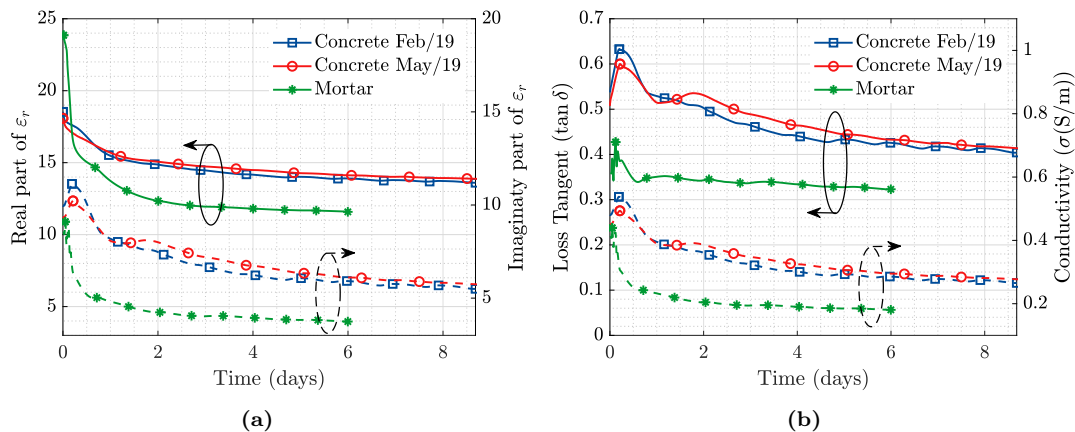 25
20
15
10
5
Real part of εr
20
15
10
5
0
Imaginaty part of εr
Concrete Feb/19
Concrete May/19
Mortar
0
2
4
6
8
Time (days)
(a)
0.7
0.6
0.5
0.4
0.3
0.2
0.1
0
Loss Tangent (tan δ)
1
0.8
0.6
0.4
0.2
Conductivity (σ(S/m))
Concrete Feb/19
Concrete May/19
Mortar
0
2
4
6
8
Time (days)
(b)